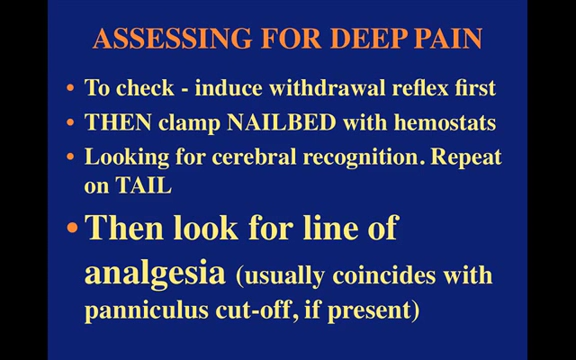 ASSESSING FOR DEEP PAIN
• To check - induce withdrawal reflex first
• THEN clamp NAILBED with hemostats
• Looking for cerebral recognition. Repeat
on TAIL
• Then look for line of
analgesia (usually coincides with
panniculus cut-off, if present)